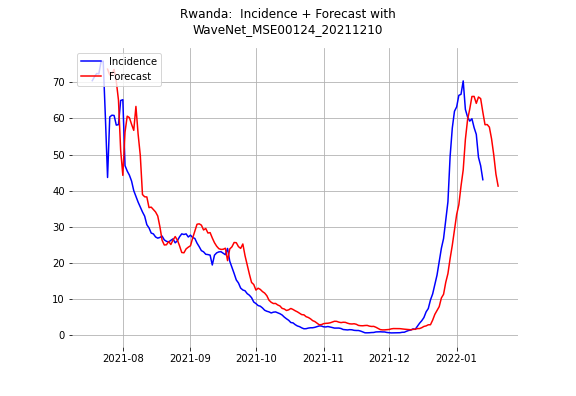 Rwanda:  Incidence + Forecast with
WaveNet_MSE00124_20211210
Incidence
Forecast
70
60
50
40
30
20
10
0
2021-08 2021-09 2021-10 2021-11 2021-12 2022-01